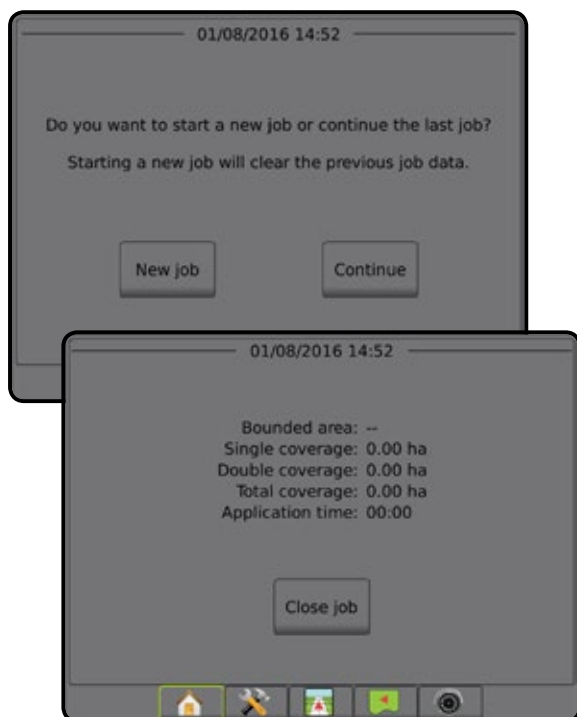 01/08/2016 14:52
Do you want to start a new job or continue the last job?
Starting a new job will clear the previous job data.
New job
Continue
01/08/2016 14:52
Bounded area: --
Single coverage: 0.00 ha
Double coverage: 0.00 ha
Total coverage: 0.00 ha
Application time: 00:00
Close job